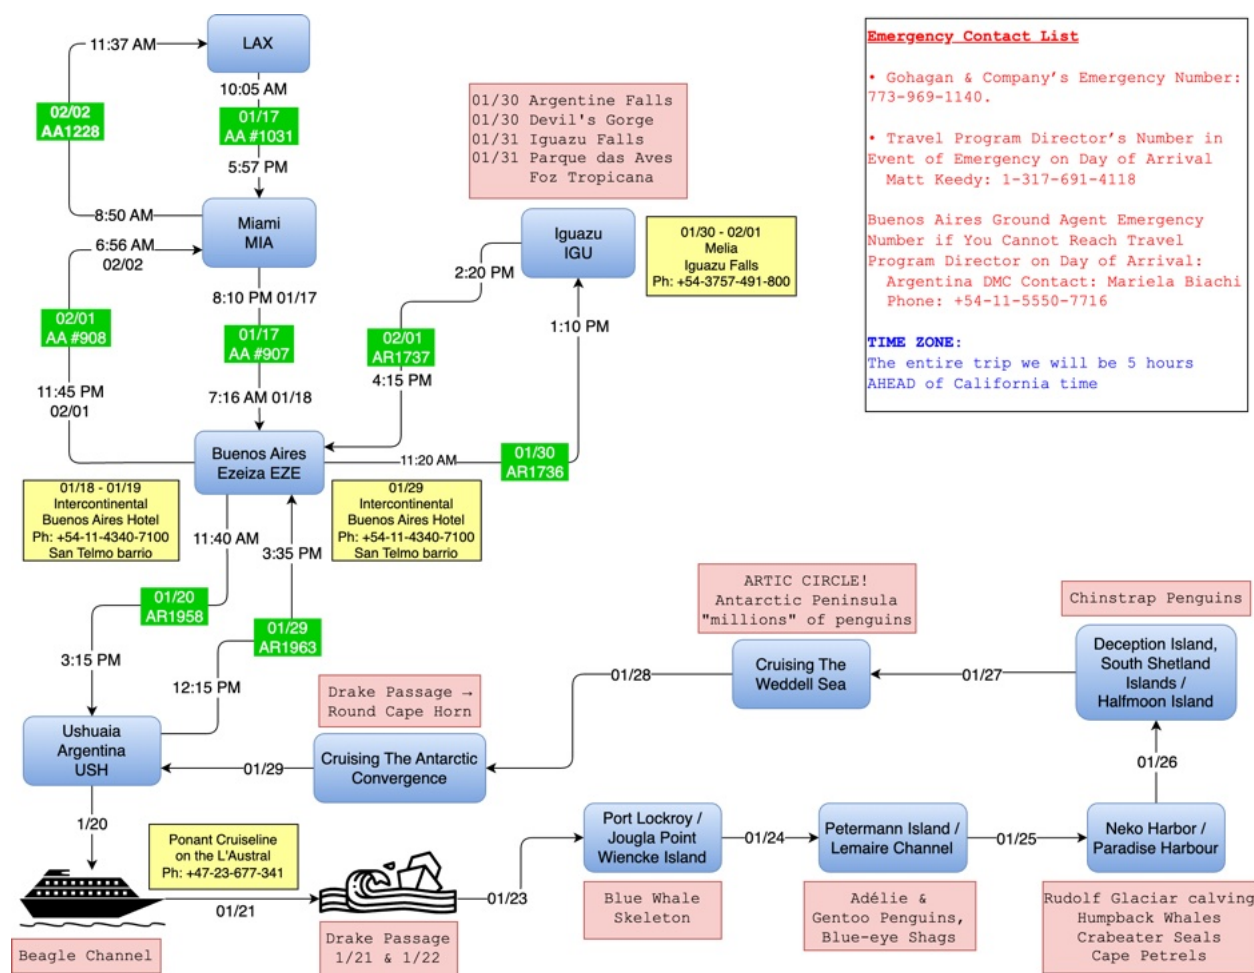 11:37 AM
LAX
10:05 AM
02/02
AA1228
01/17
AA #1031
5:57 PM
8:50 AM
Miami
MIA
6:56 AM
02/02
8:10 PM 01/17
02/01
AA #908
01/17
AA #907
11:45 PM
02/01
7:16 AM 01/18
Buenos Aires
Ezeiza EZE
01/30 Argentine Falls
01/30 Devil's Gorge
01/31 Iguazu Falls
01/31 Parque das Aves
Foz Tropicana
Iguazu
IGU
01/30 - 02/01
Melia
Iguazu Falls
Ph: +54-3757-491-800
2:20 PM
02/01
AR1737
4:15 PM
1:10 PM
11:20 AM
01/30
AR1736
Emergency Contact List
• Gohagan & Company's Emergency Number:
773-969-1140.
• Travel Program Director's Number in
Event of Emergency on Day of Arrival
Matt Keedy: 1-317-691-4118
Buenos Aires Ground Agent Emergency
Number if You Cannot Reach Travel
Program Director on Day of Arrival:
Argentina DMC Contact: Mariela Biachi
Phone: +54-11-5550-7716
TIME ZONE:
The entire trip we will be 5 hours
AHEAD of California time
01/18 - 01/19
Intercontinental
Buenos Aires Hotel
Ph: +54-11-4340-7100
San Telmo barrio
11:40 AM
3:35 PM
01/29
Intercontinental
Buenos Aires Hotel
Ph: +54-11-4340-7100
San Telmo barrio
01/20
AR1958
01/29
AR1963
3:15 PM
12:15 PM
Ushuaia
Argentina
USH
01/29
Drake Passage →
Round Cape Horn
Cruising The Antarctic
Convergence
01/28
ARTIC CIRCLE!
Antarctic Peninsula
"millions" of penguins
Cruising The
Weddell Sea
01/27
Chinstrap Penguins
Deception Island,
South Shetland
Islands /
Halfmoon Island
01/26
1/20
Ponant Cruiseline
on the L'Austral
Ph: +47-23-677-341
01/21
Beagle Channel
Drake Passage
1/21 & 1/22
01/23
Port Lockroy /
Jougla Point
Wiencke Island
Blue Whale
Skeleton
01/24
Petermann Island /
Lemaire Channel
Adélie &
Gentoo Penguins,
Blue-eye Shags
01/25
Neko Harbor /
Paradise Harbour
Rudolf Glaciar calving
Humpback Whales
Crabeater Seals
Cape Petrels